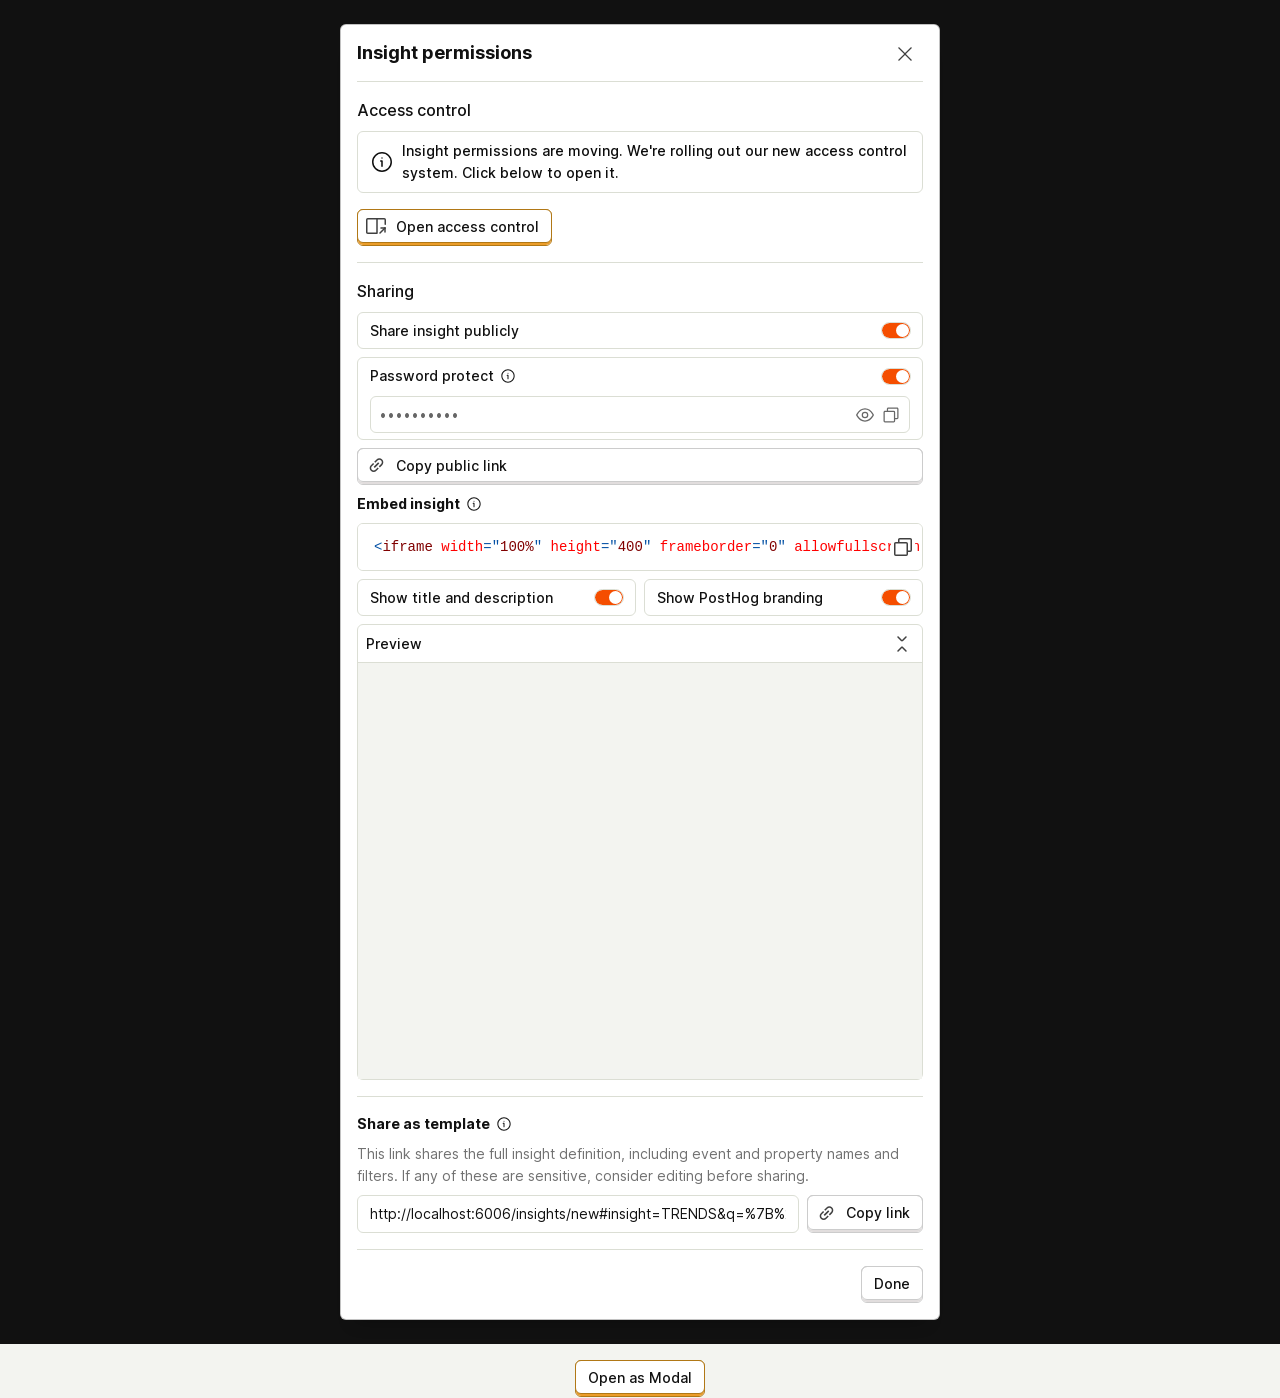 Insight permissions
Access control
Insight permissions are moving. We're rolling out our new access control
system. Click below to open it.
Open access control
Sharing
Share insight publicly
Password protect
••••••••••
Copy public link
Embed insight
<iframe width="100%" height="400" frameborder="0" allowfullscr
Show title and description
Show PostHog branding
Preview
Share as template
This link shares the full insight definition, including event and property names and
filters. If any of these are sensitive, consider editing before sharing.
http://localhost:6006/insights/new#insight=TRENDS&q=%7B%
Copy link
Done
Open as Modal